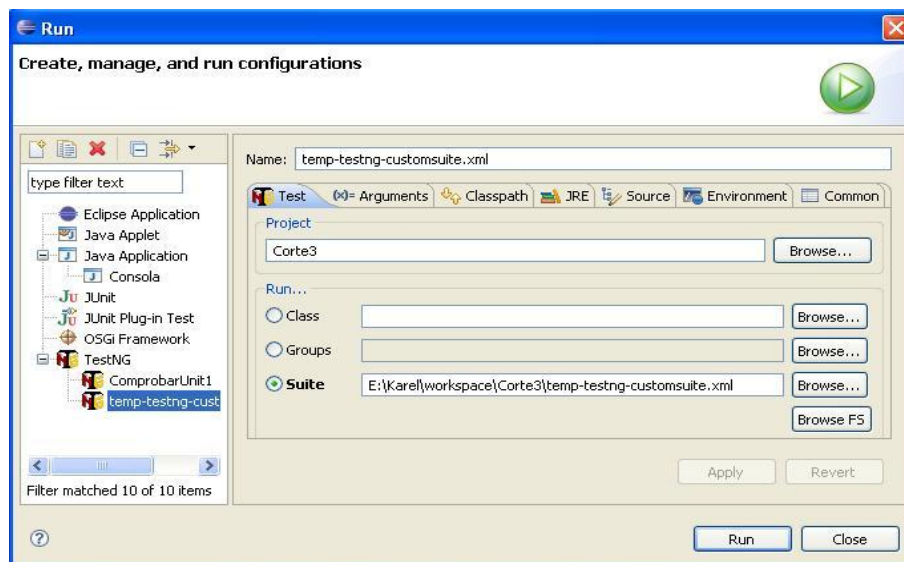 Run
Create, manage, and run configurations
type filter text
Eclipse Application
Java Applet
Java Application
Consola
JUnit
JUnit Plug-in Test
OSGi Framework
TestNG
ComprobarUnit1
temp-testng-cust
Filter matched 10 of 10 items
Name: temp-testng-customsuite.xml
Test (x)= Arguments Classpath JRE Source Environment Common
Project
Corte3 Browse...
Run...
Class Browse...
Groups Browse...
Suite E:\Karel\workspace\Corte3\temp-testng-customsuite.xml Browse...
Browse FS
Apply Revert
Run Close